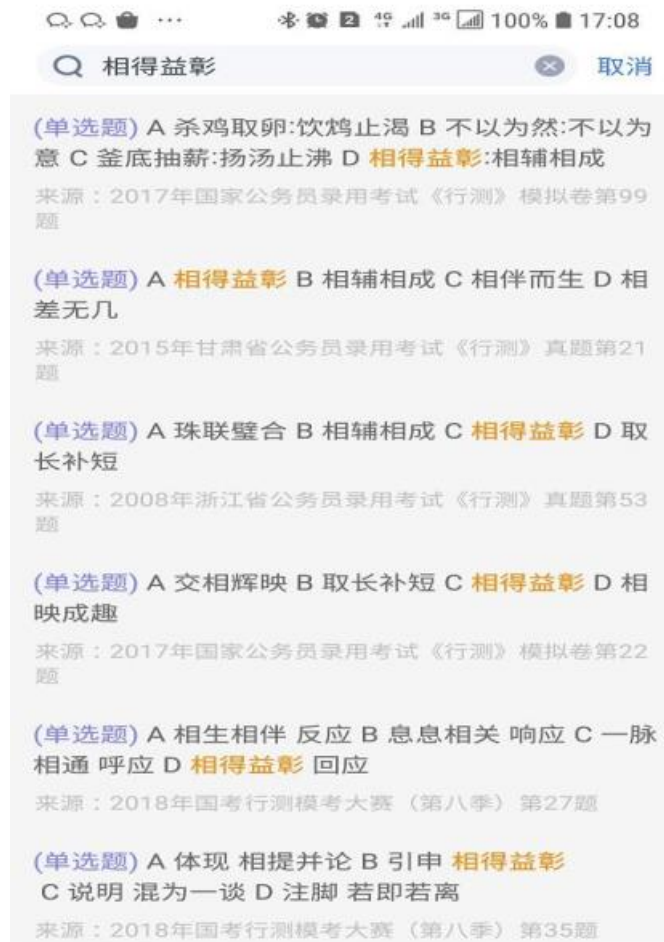 4G 3G 100% 17:08
相得益彰 取消
(单选题) A 杀鸡取卵:饮鸩止渴 B 不以为然:不以为
意 C 釜底抽薪:扬汤止沸 D 相得益彰:相辅相成
来源：2017年国家公务员录用考试《行测》模拟卷第99
题
(单选题) A 相得益彰 B 相辅相成 C 相伴而生 D 相
差无几
来源：2015年甘肃省公务员录用考试《行测》真题第21
题
(单选题) A 珠联璧合 B 相辅相成 C 相得益彰 D 取
长补短
来源：2008年浙江省公务员录用考试《行测》真题第53
题
(单选题) A 交相辉映 B 取长补短 C 相得益彰 D 相
映成趣
来源：2017年国家公务员录用考试《行测》模拟卷第22
题
(单选题) A 相生相伴 反应 B 息息相关 响应 C 一脉
相通 呼应 D 相得益彰 回应
来源：2018年国考行测模考大赛（第八季）第27题
(单选题) A 体现 相提并论 B 引申 相得益彰
C 说明 混为一谈 D 注脚 若即若离
来源：2018年国考行测模考大赛（第八季）第35题